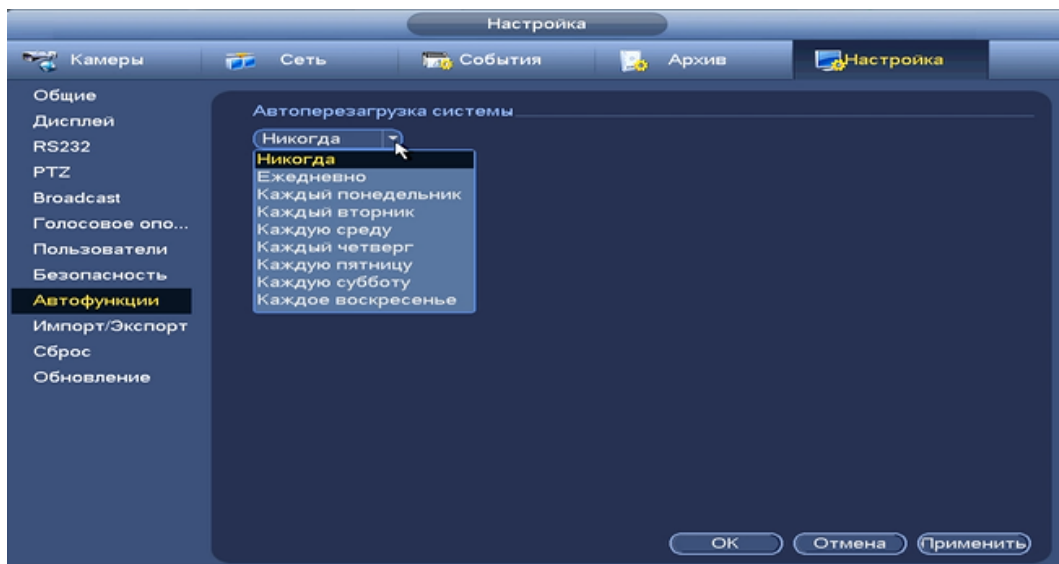 Настройка
Камеры
Сеть
События
Архив
Настройка
Общие
Дисплей
RS232
PTZ
Broadcast
Голосовое опо...
Пользователи
Безопасность
Автофункции
Импорт/Экспорт
Сброс
Обновление
Автоперезагрузка системы
Никогда
Никогда
Ежедневно
Каждый понедельник
Каждый вторник
Каждую среду
Каждый четверг
Каждую пятницу
Каждую субботу
Каждое воскресенье
OK
Отмена
Применить